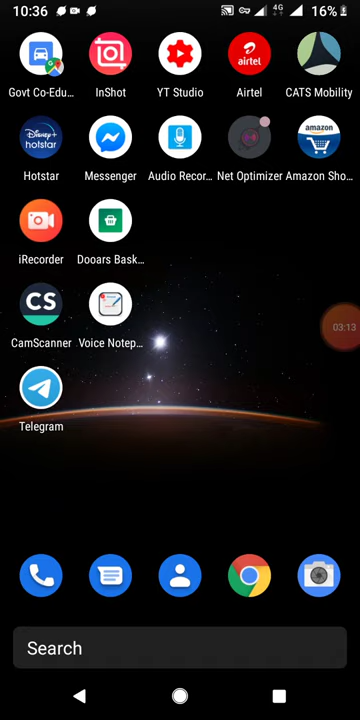 10:36
4G
16%
Govt Co-Edu... InShot YT Studio Airtel CATS Mobility
Disney+
hotstar
airtel
amazon
Hotstar Messenger Audio Recor... Net Optimizer Amazon Sho...
iRecorder Dooars Bask...
03:13
CS
CamScanner Voice Notep...
Telegram
Search